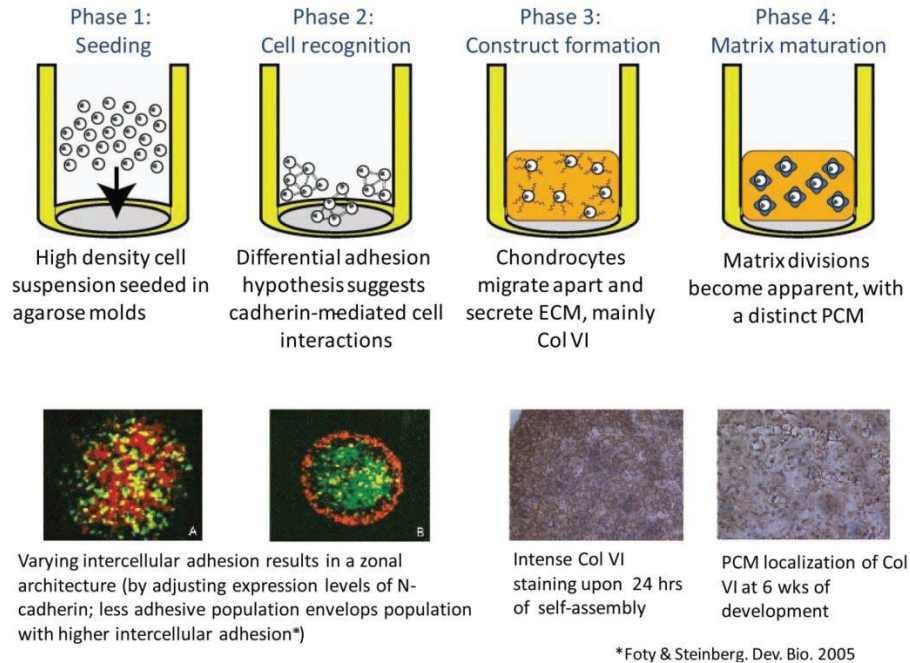 Phase 1:
Seeding
Phase 2:
Cell recognition
Phase 3:
Construct formation
Phase 4:
Matrix maturation
High density cell
suspension seeded in
agarose molds
Differential adhesion
hypothesis suggests
cadherin-mediated cell
interactions
Chondrocytes
migrate apart and
secrete ECM, mainly
Col VI
Matrix divisions
become apparent, with
a distinct PCM
A
B
Varying intercellular adhesion results in a zonal
architecture (by adjusting expression levels of N-
cadherin; less adhesive population envelops population
with higher intercellular adhesion*)
Intense Col VI
staining upon 24 hrs
of self-assembly
PCM localization of Col
VI at 6 wks of
development
*Foty & Steinberg. Dev. Bio. 2005